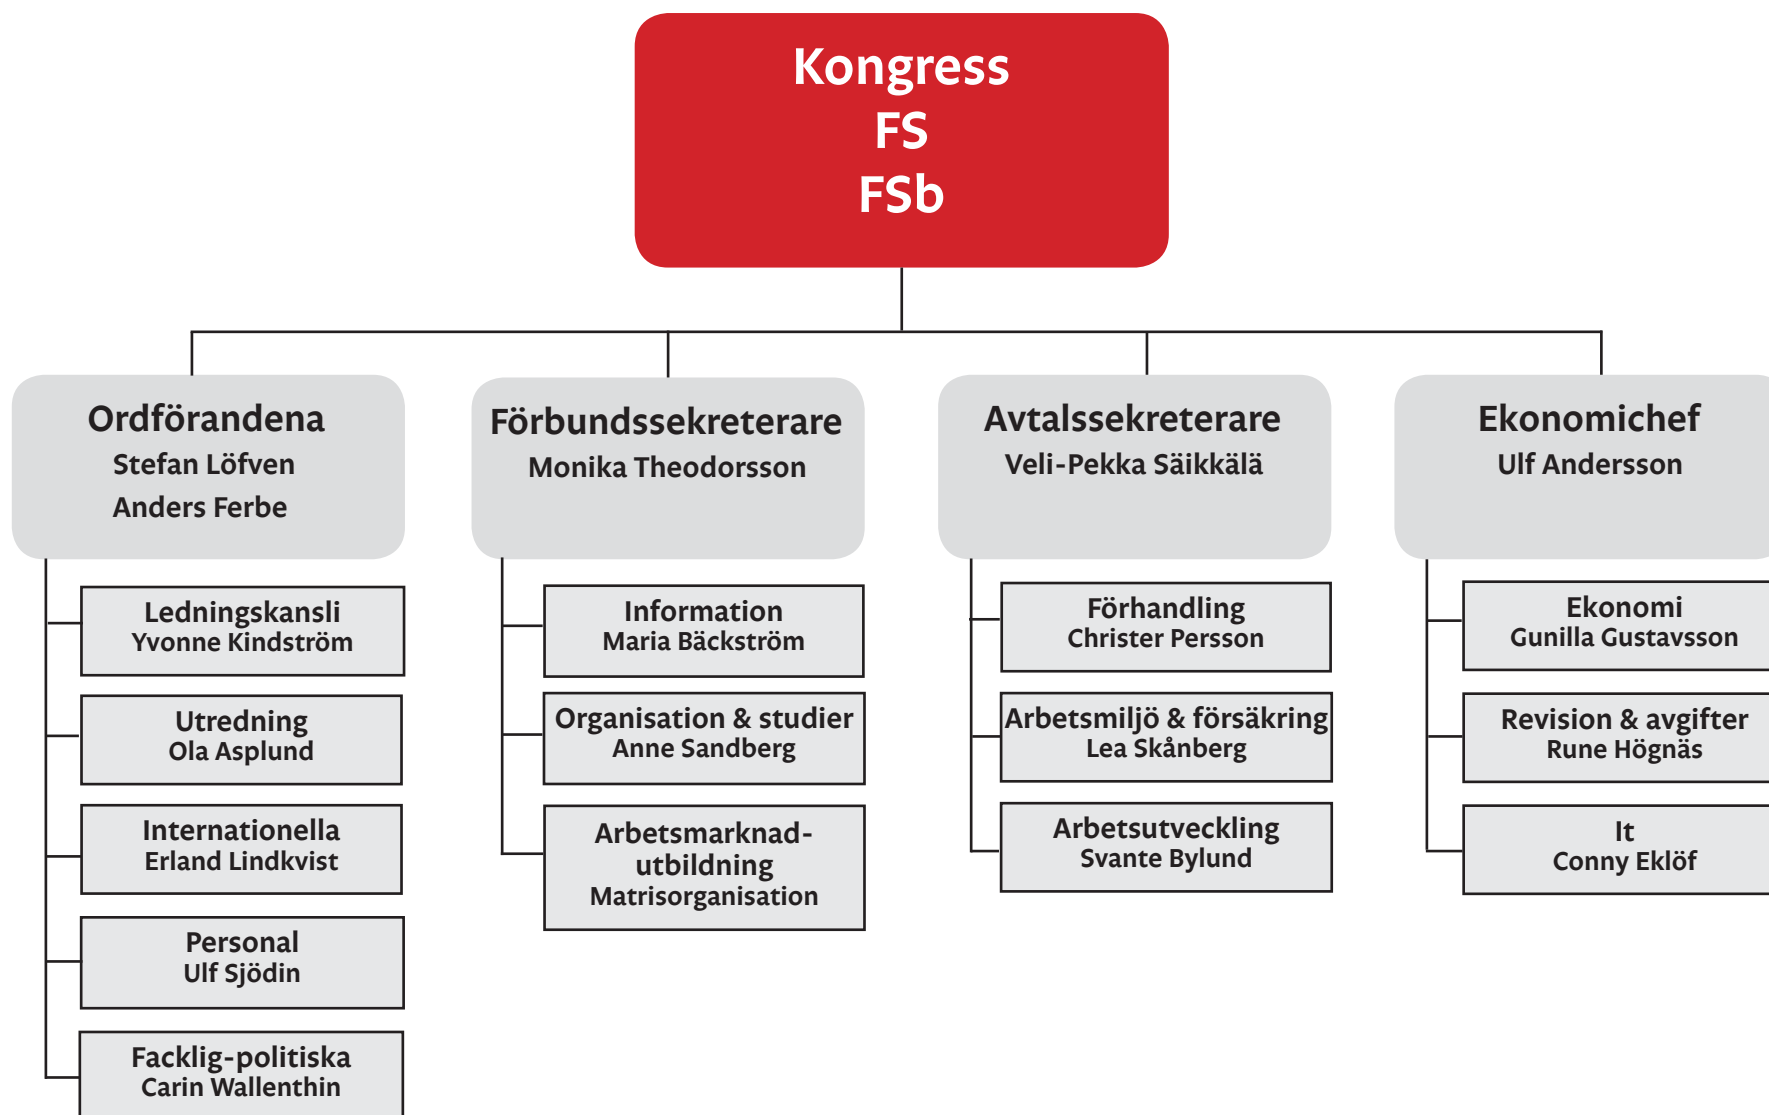 Kongress
FS
FSb
Ordförandena
Stefan Löfven
Anders Ferbe
Ledningskansli
Yvonne Kindström
Utredning
Ola Asplund
Internationella
Erland Lindkvist
Personal
Ulf Sjödin
Facklig-politiska
Carin Wallenthin
Förbundssekreterare
Monika Theodorsson
Information
Maria Bäckström
Organisation & studier
Anne Sandberg
Arbetsmarknad-
utbildning
Matrisorganisation
Avtalssekreterare
Veli-Pekka Säikkälä
Förhandling
Christer Persson
Arbetsmiljö & försäkring
Lea Skånberg
Arbetsutveckling
Svante Bylund
Ekonomichef
Ulf Andersson
Ekonomi
Gunilla Gustavsson
Revision & avgifter
Rune Högnäs
It
Conny Eklöf